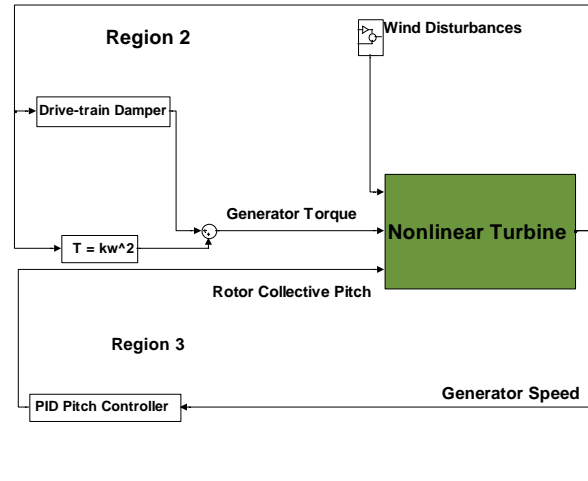 Region 2
Wind Disturbances
Drive-train Damper
Generator Torque
T = kw^2
Nonlinear Turbine
Rotor Collective Pitch
Region 3
Generator Speed
PID Pitch Controller